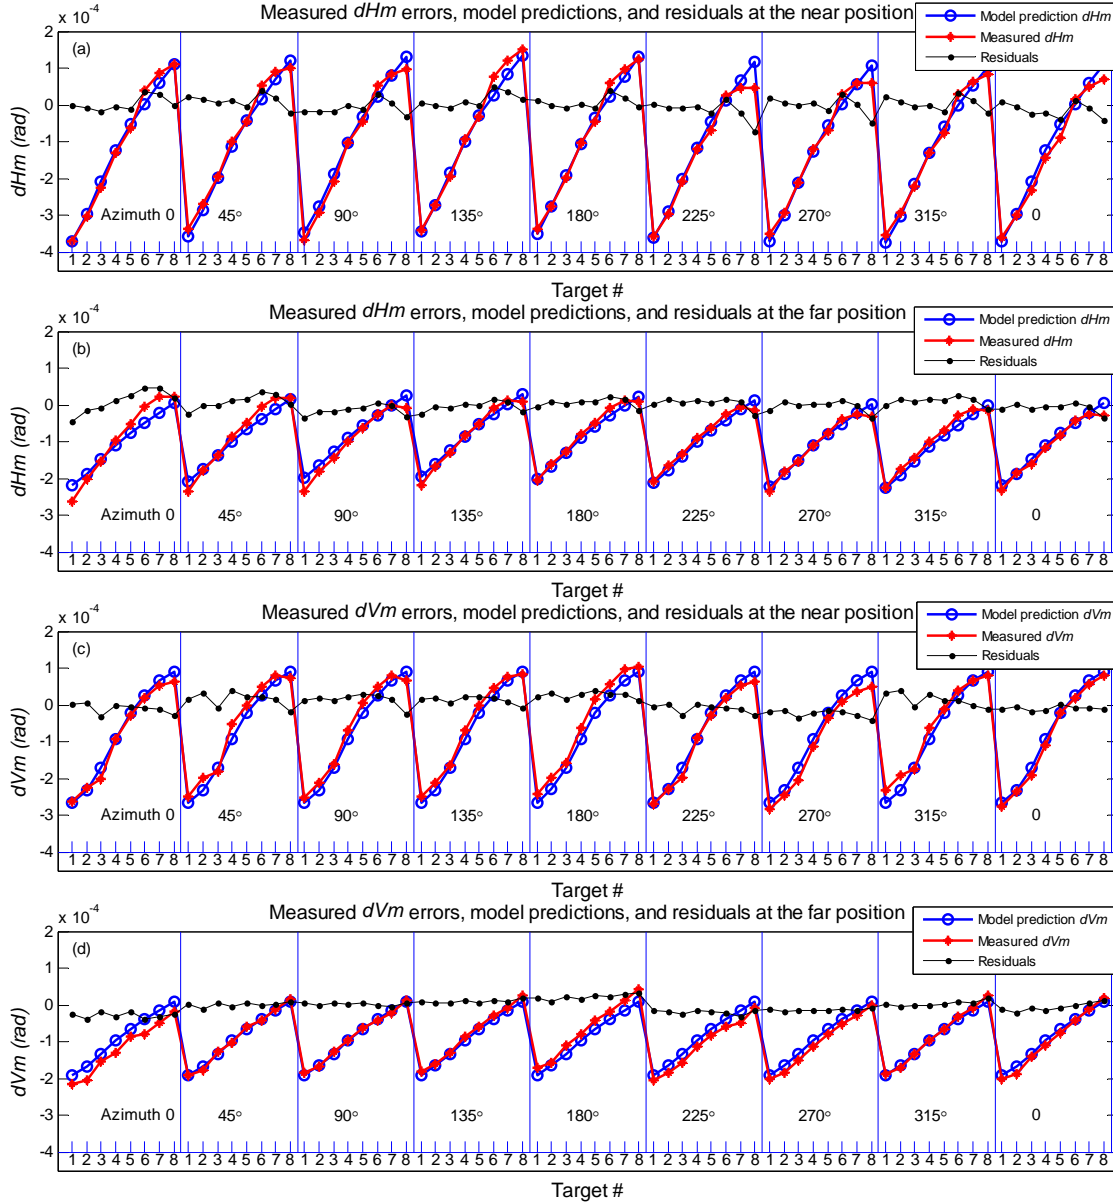 Measured dHm errors, model predictions, and residuals at the near position
x 10-4
(a)
Model prediction dHm
Measured dHm
Residuals
2
1
0
-1
-2
-3
-4
dHm (rad)
Azimuth 0 45° 90° 135° 180° 225° 270° 315° 0
1 2 3 4 5 6 7 8 1 2 3 4 5 6 7 8 1 2 3 4 5 6 7 8 1 2 3 4 5 6 7 8 1 2 3 4 5 6 7 8 1 2 3 4 5 6 7 8 1 2 3 4 5 6 7 8 1 2 3 4 5 6 7 8 1 2 3 4 5 6 7 8
Target #
Measured dHm errors, model predictions, and residuals at the far position
x 10-4
(b)
Model prediction dHm
Measured dHm
Residuals
2
1
0
-1
-2
-3
-4
dHm (rad)
Azimuth 0 45° 90° 135° 180° 225° 270° 315° 0
1 2 3 4 5 6 7 8 1 2 3 4 5 6 7 8 1 2 3 4 5 6 7 8 1 2 3 4 5 6 7 8 1 2 3 4 5 6 7 8 1 2 3 4 5 6 7 8 1 2 3 4 5 6 7 8 1 2 3 4 5 6 7 8 1 2 3 4 5 6 7 8
Target #
Measured dVm errors, model predictions, and residuals at the near position
x 10-4
(c)
Model prediction dVm
Measured dVm
Residuals
2
1
0
-1
-2
-3
-4
dVm (rad)
Azimuth 0 45° 90° 135° 180° 225° 270° 315° 0
1 2 3 4 5 6 7 8 1 2 3 4 5 6 7 8 1 2 3 4 5 6 7 8 1 2 3 4 5 6 7 8 1 2 3 4 5 6 7 8 1 2 3 4 5 6 7 8 1 2 3 4 5 6 7 8 1 2 3 4 5 6 7 8 1 2 3 4 5 6 7 8
Target #
Measured dVm errors, model predictions, and residuals at the far position
x 10-4
(d)
Model prediction dVm
Measured dVm
Residuals
2
1
0
-1
-2
-3
-4
dVm (rad)
Azimuth 0 45° 90° 135° 180° 225° 270° 315° 0
1 2 3 4 5 6 7 8 1 2 3 4 5 6 7 8 1 2 3 4 5 6 7 8 1 2 3 4 5 6 7 8 1 2 3 4 5 6 7 8 1 2 3 4 5 6 7 8 1 2 3 4 5 6 7 8 1 2 3 4 5 6 7 8 1 2 3 4 5 6 7 8
Target #